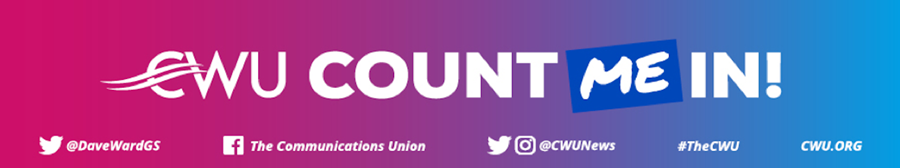 CWU COUNT ME IN!
@DaveWardGS The Communications Union @CWUNews #TheCWU CWU.ORG